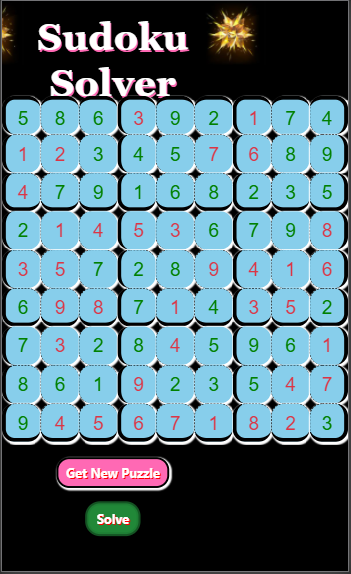 Sudoku
Solver
5 8 6 3 9 2 1 7 4
1 2 3 4 5 7 6 8 9
4 7 9 1 6 8 2 3 5
2 1 4 5 3 6 7 9 8
3 5 7 2 8 9 4 1 6
6 9 8 7 1 4 3 5 2
7 3 2 8 4 5 9 6 1
8 6 1 9 2 3 5 4 7
9 4 5 6 7 1 8 2 3
Get New Puzzle
Solve